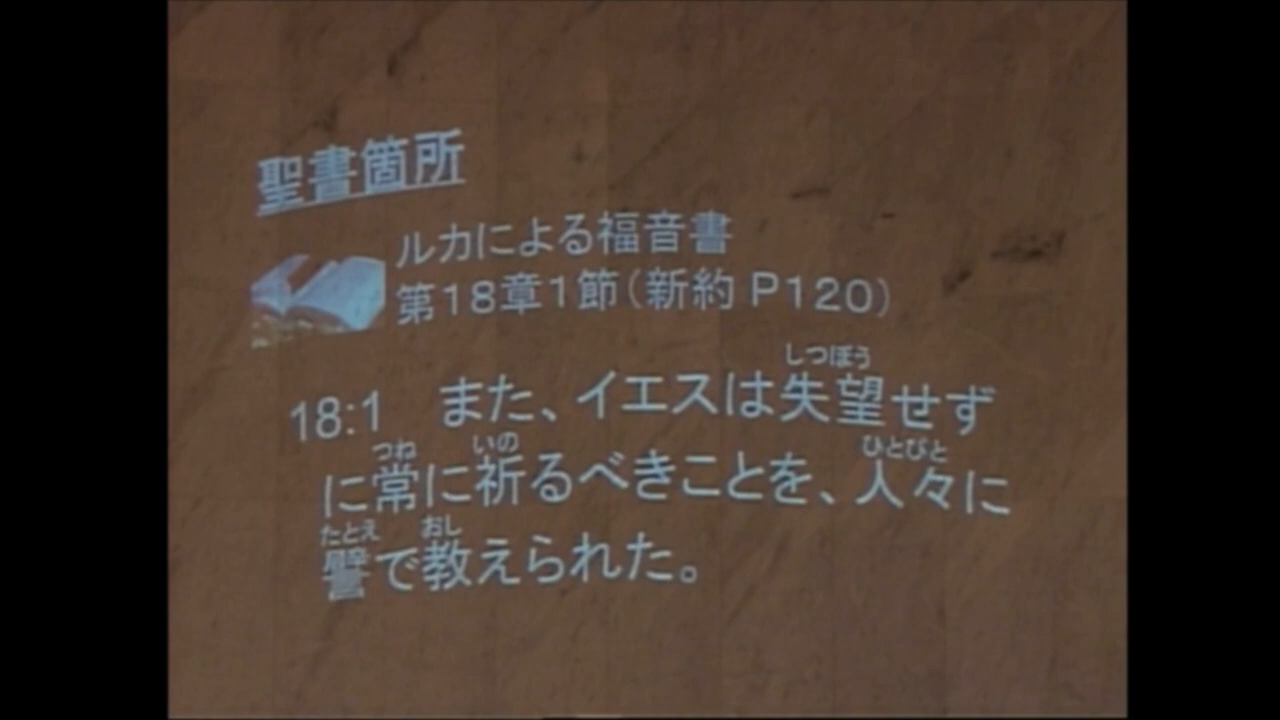 聖書箇所
ルカによる福音書
第18章1節(新約 P120)
しつぼう
18:1 また、イエスは失望せず
つね いの ひとびと
に常に祈るべきことを、人々に
たとえ おし
譬で教えられた。